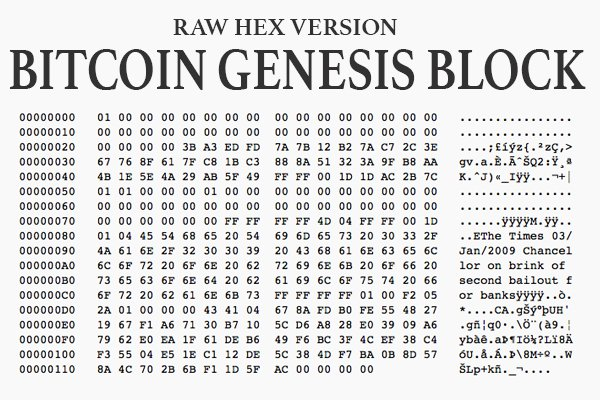 RAW HEX VERSION
BITCOIN GENESIS BLOCK
00000000 01 00 00 00 00 00 00 00 00 00 00 00 00 00 00 00 ................
00000010 00 00 00 00 00 00 00 00 00 00 00 00 00 00 00 00 ................
00000020 00 00 00 00 3B A3 ED FD 7A 7B 12 B2 7A C7 2C 3E ....;£íýz{.²zÇ,>
00000030 67 76 8F 61 7F C8 1B C3 88 8A 51 32 3A 9F B8 AA gv.a.È.ÃˆŠQ2:Ÿ¸ª
00000040 4B 1E 5E 4A 29 AB 5F 49 FF FF 00 1D 1D AC 2B 7C K.^J)«_Iÿÿ...¬+|
00000050 01 01 00 00 00 01 00 00 00 00 00 00 00 00 00 00 ................
00000060 00 00 00 00 00 00 00 00 00 00 00 00 00 00 00 00 ................
00000070 00 00 00 00 00 00 FF FF FF FF 4D 04 FF FF 00 1D ......ÿÿÿÿM.ÿÿ..
00000080 01 04 45 54 68 65 20 54 69 6D 65 73 20 30 33 2F ..EThe Times 03/
00000090 4A 61 6E 2F 32 30 30 39 20 43 68 61 6E 63 65 6C Jan/2009 Chancel
000000A0 6C 6F 72 20 6F 6E 20 62 72 69 6E 6B 20 6F 66 20 lor on brink of
000000B0 73 65 63 6F 6E 64 20 62 61 69 6C 6F 75 74 20 66 second bailout f
000000C0 6F 72 20 62 61 6E 6B 73 FF FF FF FF 01 00 F2 05 or banksÿÿÿÿ..ò.
000000D0 2A 01 00 00 00 43 41 04 67 8A FD B0 FE 55 48 27 *....CA.gŠý°þUH'
000000E0 19 67 F1 A6 71 30 B7 10 5C D6 A8 28 E0 39 09 A6 .gñ¦q0·.\Ö¨(à9.¦
000000F0 79 62 E0 EA 1F 61 DE B6 49 F6 BC 3F 4C EF 38 C4 ybàê.aÞ¶Iö¼?Lï8Ä
00000100 F3 55 04 E5 1E C1 12 DE 5C 38 4D F7 BA 0B 8D 57 óU.å.Á.Þ\8M÷º..W
00000110 8A 4C 70 2B 6B F1 1D 5F AC 00 00 00 00 ŠLp+kñ._¬....